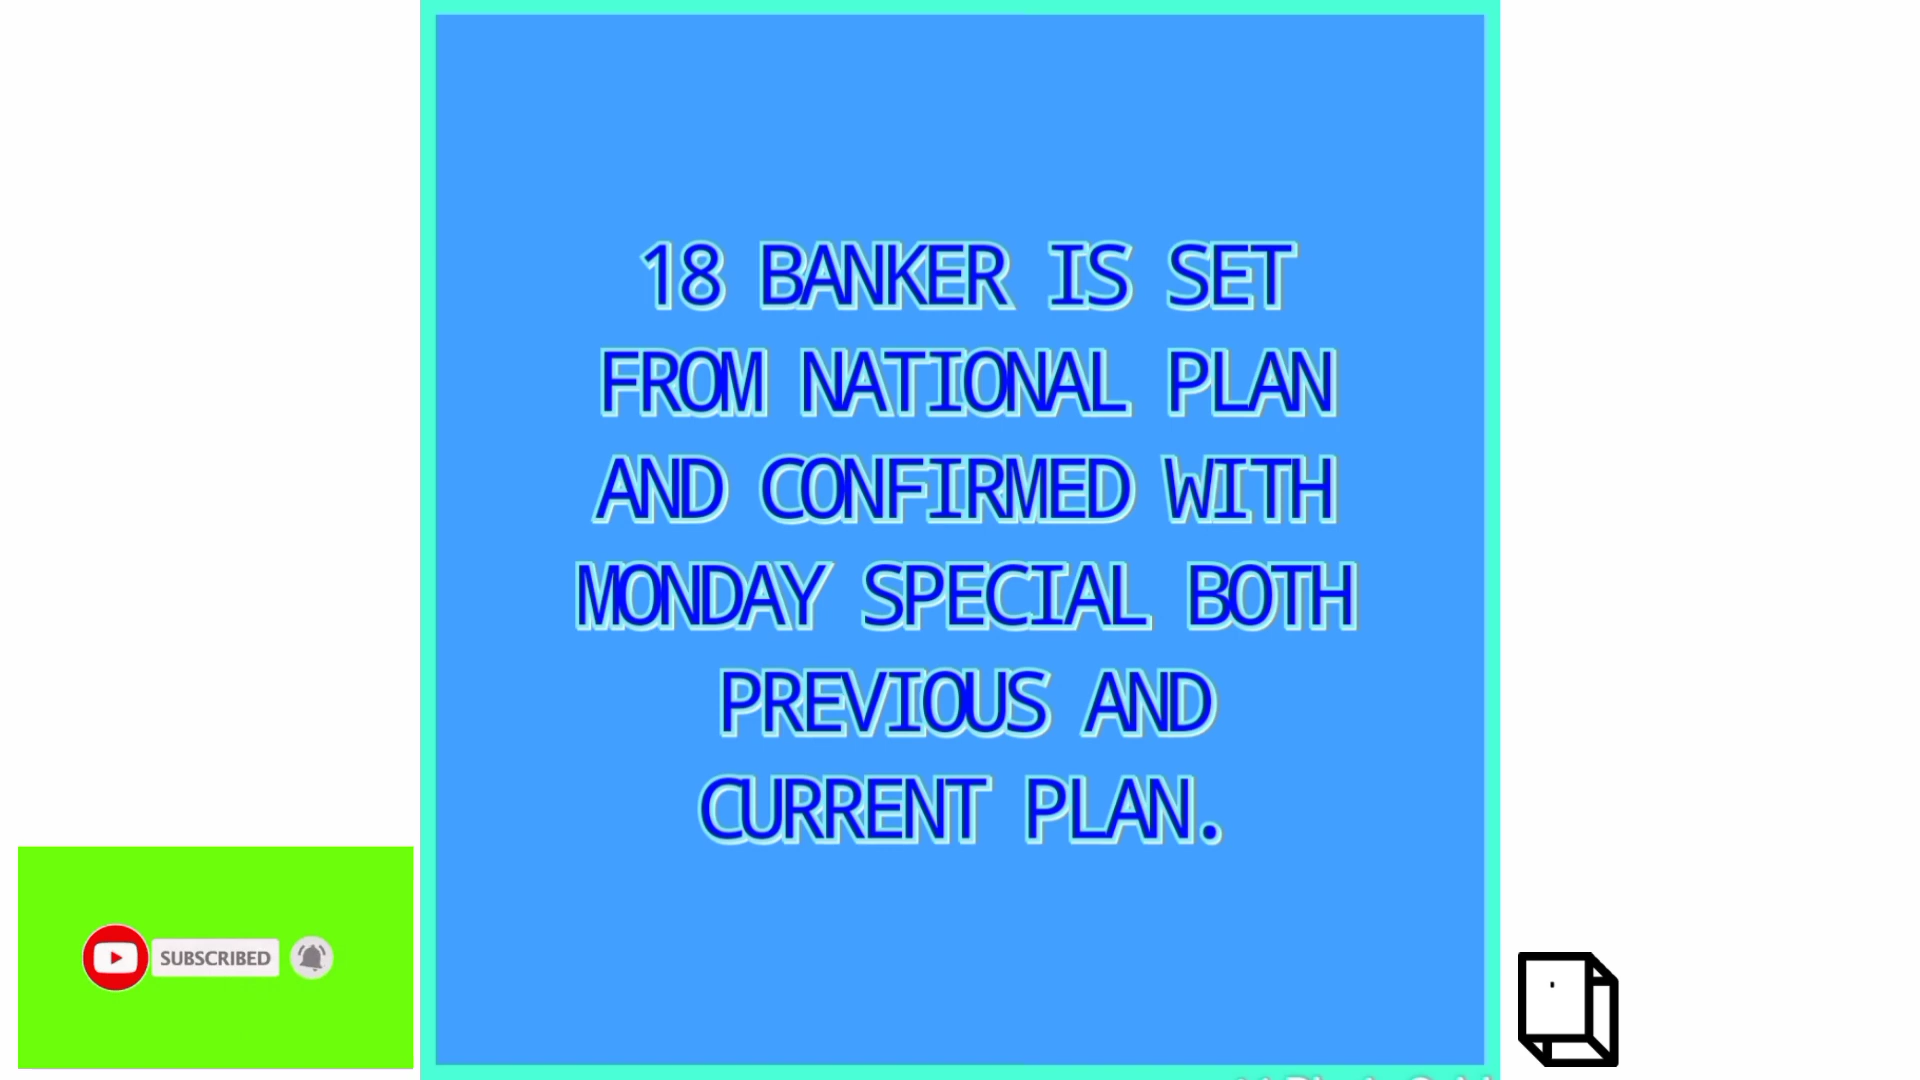 18 BANKER IS SET
FROM NATIONAL PLAN
AND CONFIRMED WITH
MONDAY SPECIAL BOTH
PREVIOUS AND
CURRENT PLAN.
SUBSCRIBED